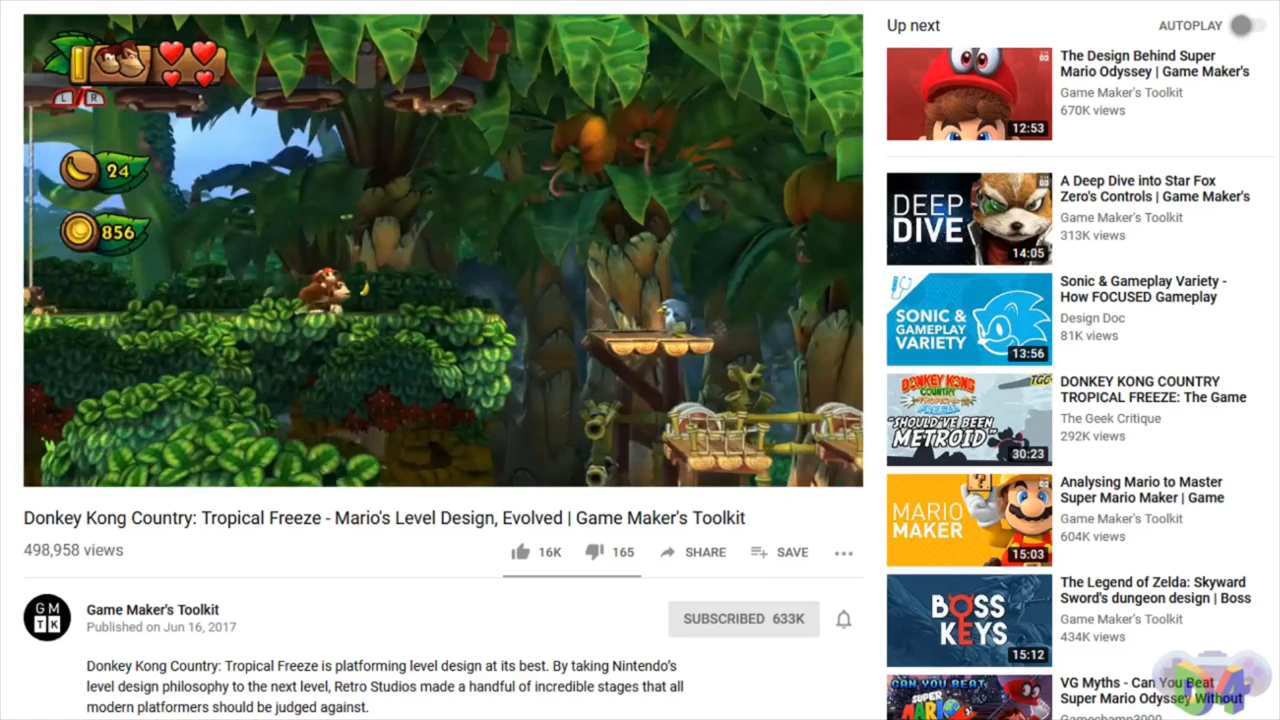 L / R
24
856
Donkey Kong Country: Tropical Freeze - Mario's Level Design, Evolved | Game Maker's Toolkit
498,958 views
16K
165
SHARE
SAVE
GM
TK
Game Maker's Toolkit
Published on Jun 16, 2017
SUBSCRIBED 633K
Donkey Kong Country: Tropical Freeze is platforming level design at its best. By taking Nintendo's
level design philosophy to the next level, Retro Studios made a handful of incredible stages that all
modern platformers should be judged against.
Up next
AUTOPLAY
12:53
The Design Behind Super
Mario Odyssey | Game Maker's
Game Maker's Toolkit
670K views
DEEP
DIVE
14:05
A Deep Dive into Star Fox
Zero's Controls | Game Maker's
Game Maker's Toolkit
313K views
SONIC &
GAMEPLAY
VARIETY
13:56
Sonic & Gameplay Variety -
How FOCUSED Gameplay
Design Doc
81K views
DONKEY KONG
COUNTRY
TROPICAL
FREEZE
TGC
"SHOULD'VE BEEN
METROID"
30:23
DONKEY KONG COUNTRY
TROPICAL FREEZE: The Game
The Geek Critique
292K views
MARIO
MAKER
?
15:03
Analysing Mario to Master
Super Mario Maker | Game
Game Maker's Toolkit
604K views
BOSS
KEYS
15:12
The Legend of Zelda: Skyward
Sword's dungeon design | Boss
Game Maker's Toolkit
434K views
CAN YOU BEAT
SUPER
MARIO
VG Myths - Can You Beat
Super Mario Odyssey Without
Gamechamp3000